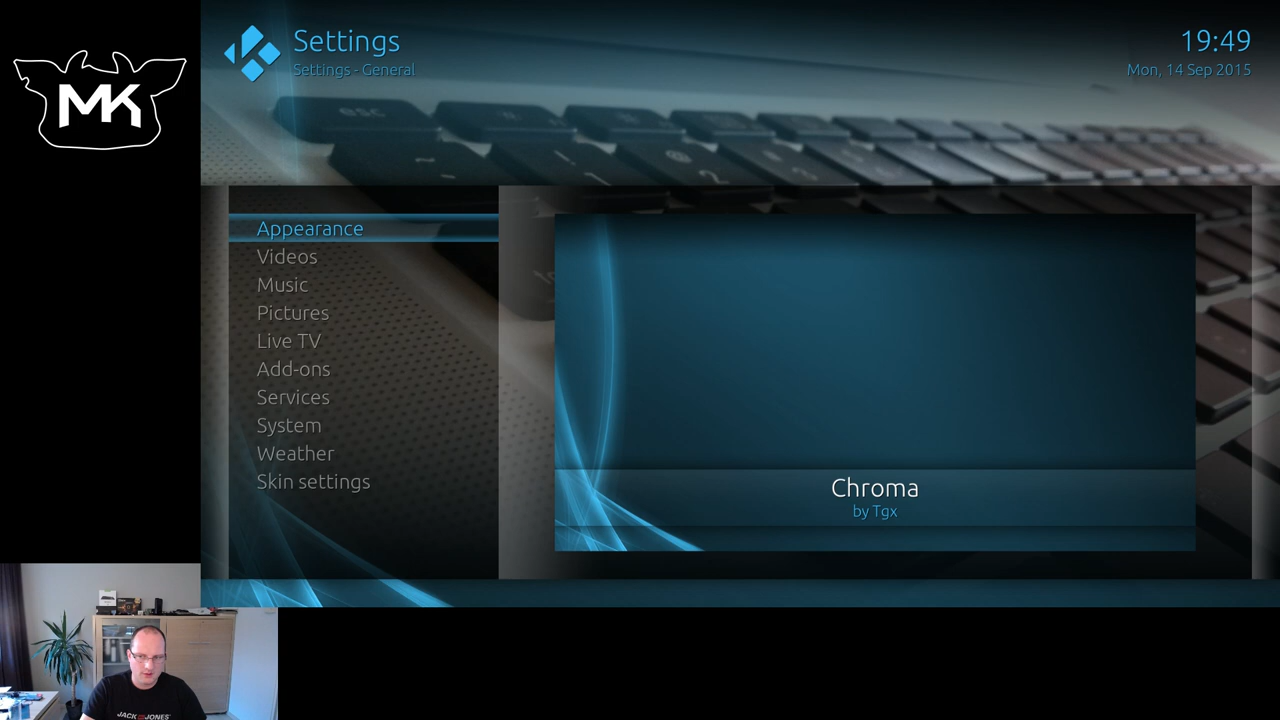 MK
Settings
Settings - General
19:49
Mon, 14 Sep 2015
esc
Appearance
Videos
Music
Pictures
Live TV
Add-ons
Services
System
Weather
Skin settings
Chroma
by Tgx
JACK JONES